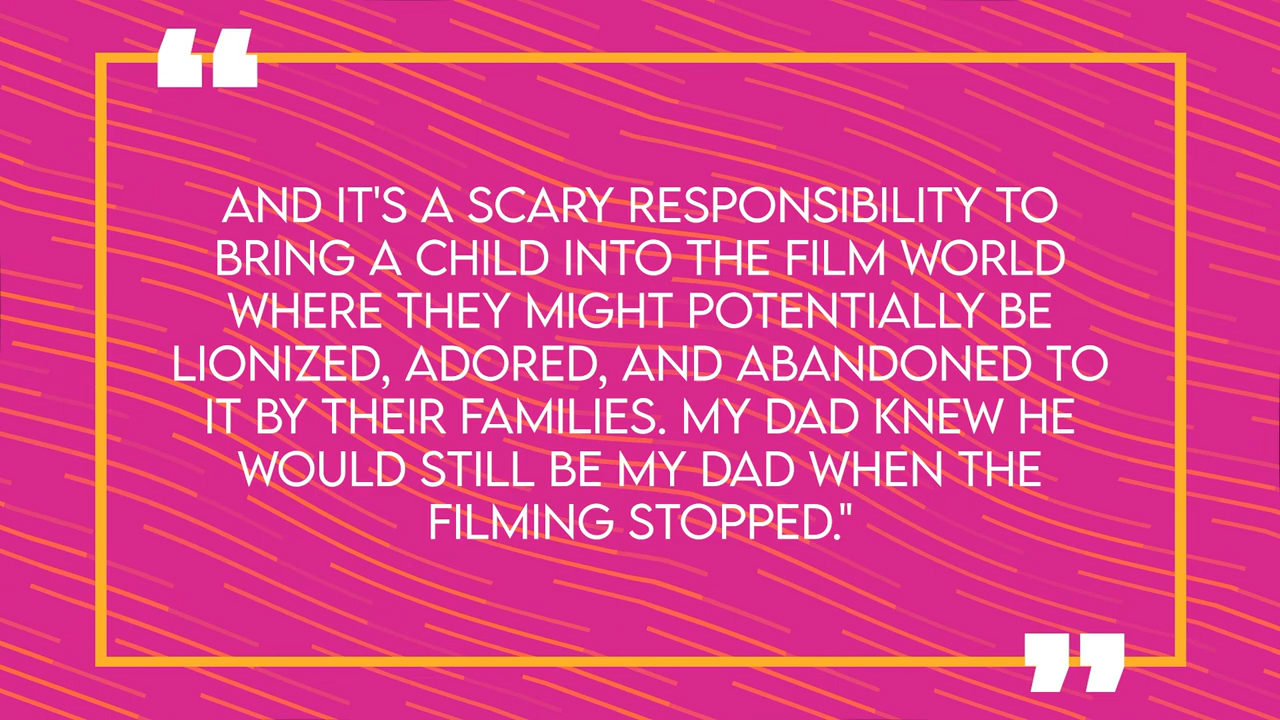 AND IT'S A SCARY RESPONSIBILITY TO
BRING A CHILD INTO THE FILM WORLD
WHERE THEY MIGHT POTENTIALLY BE
LIONIZED, ADORED, AND ABANDONED TO
IT BY THEIR FAMILIES. MY DAD KNEW HE
WOULD STILL BE MY DAD WHEN THE
FILMING STOPPED."